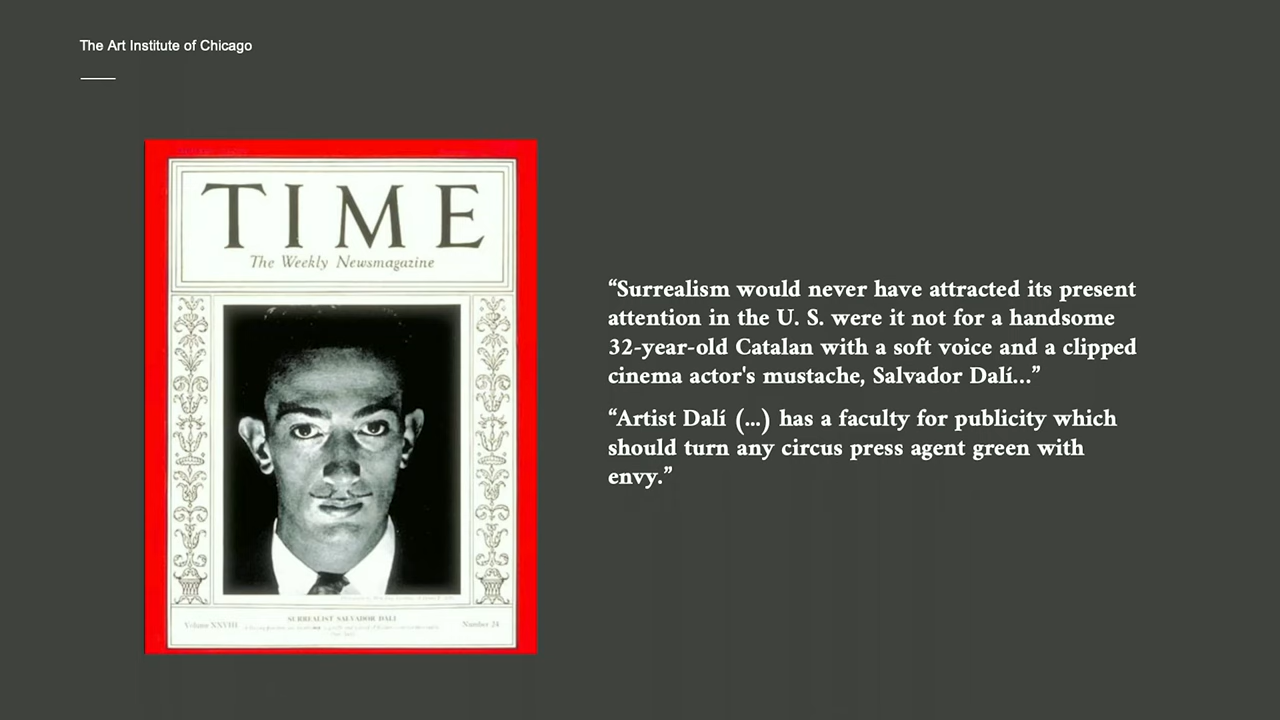 The Art Institute of Chicago
TIME
The Weekly Newsmagazine
Volume XXVIII
SURREALIST SALVADOR DALI
Number 24
“Surrealism would never have attracted its present
attention in the U. S. were it not for a handsome
32-year-old Catalan with a soft voice and a clipped
cinema actor's mustache, Salvador Dalí...”
“Artist Dalí (...) has a faculty for publicity which
should turn any circus press agent green with
envy.”